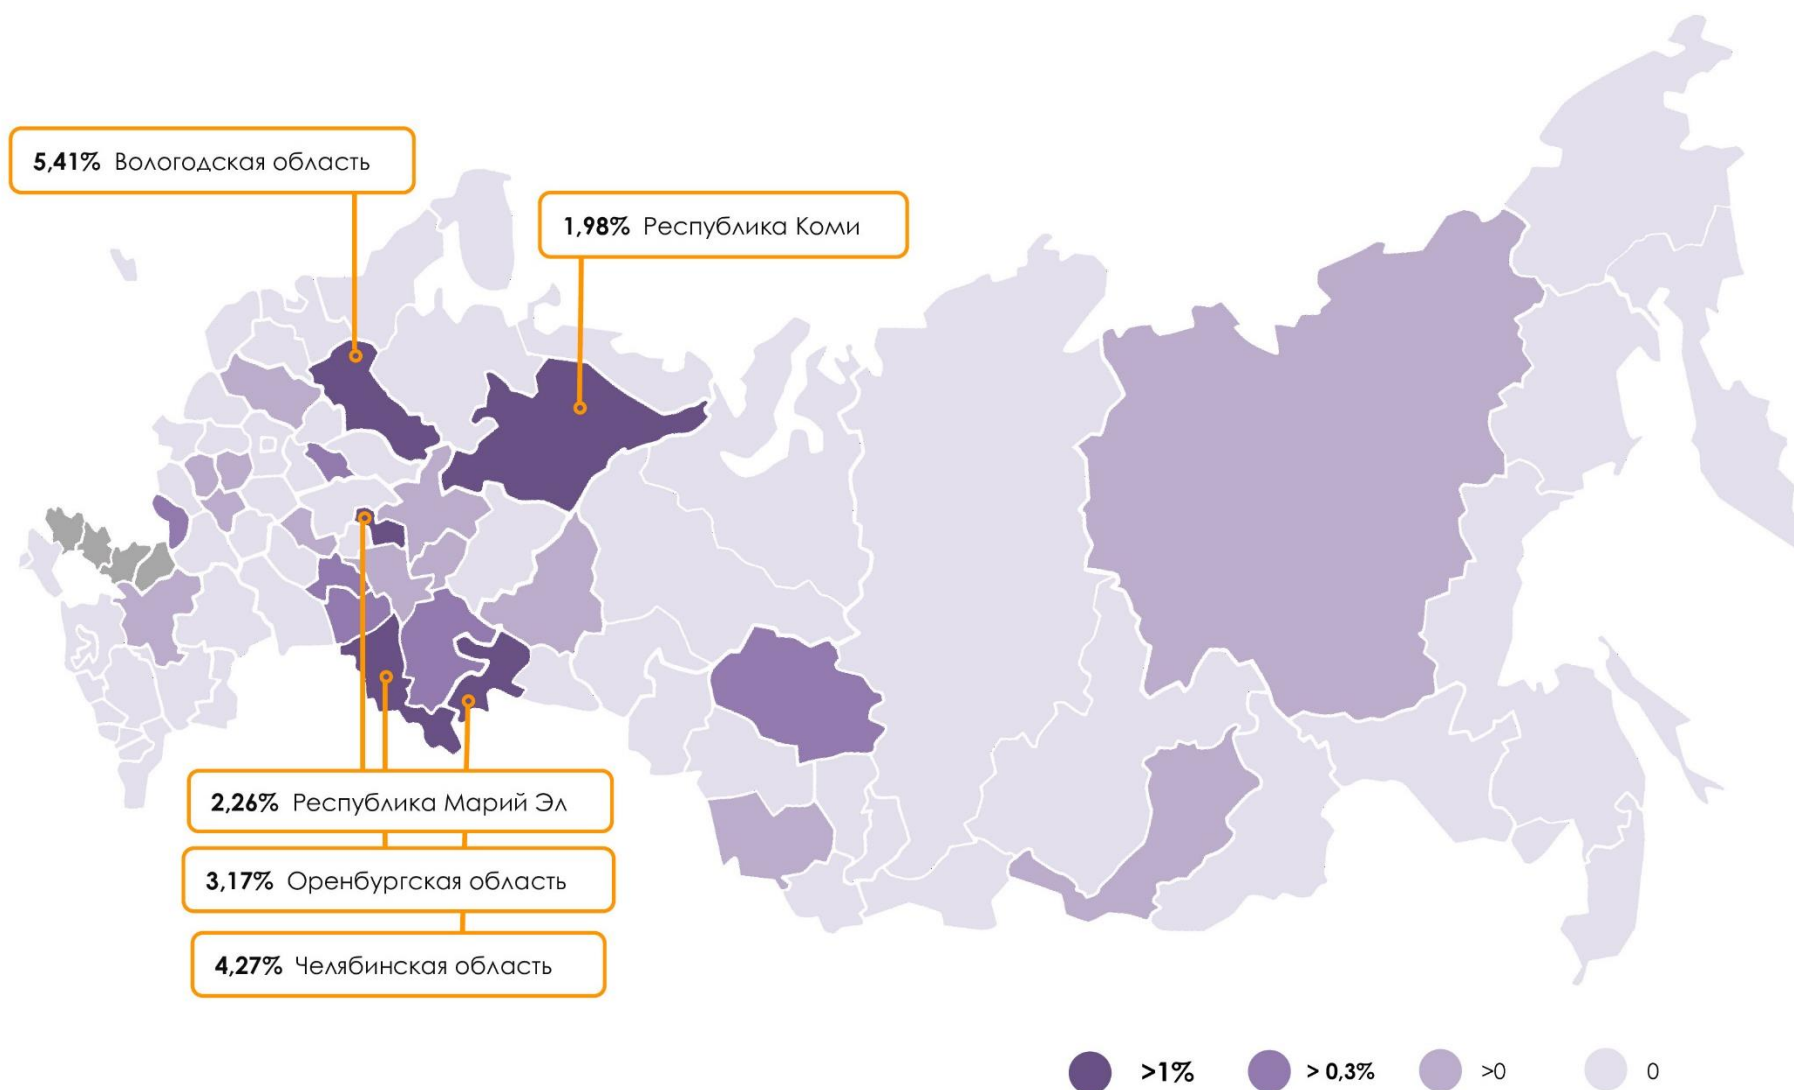 5,41% Вологодская область
1,98% Республика Коми
2,26% Республика Марий Эл
3,17% Оренбургская область
4,27% Челябинская область
>1% > 0,3% >0 0